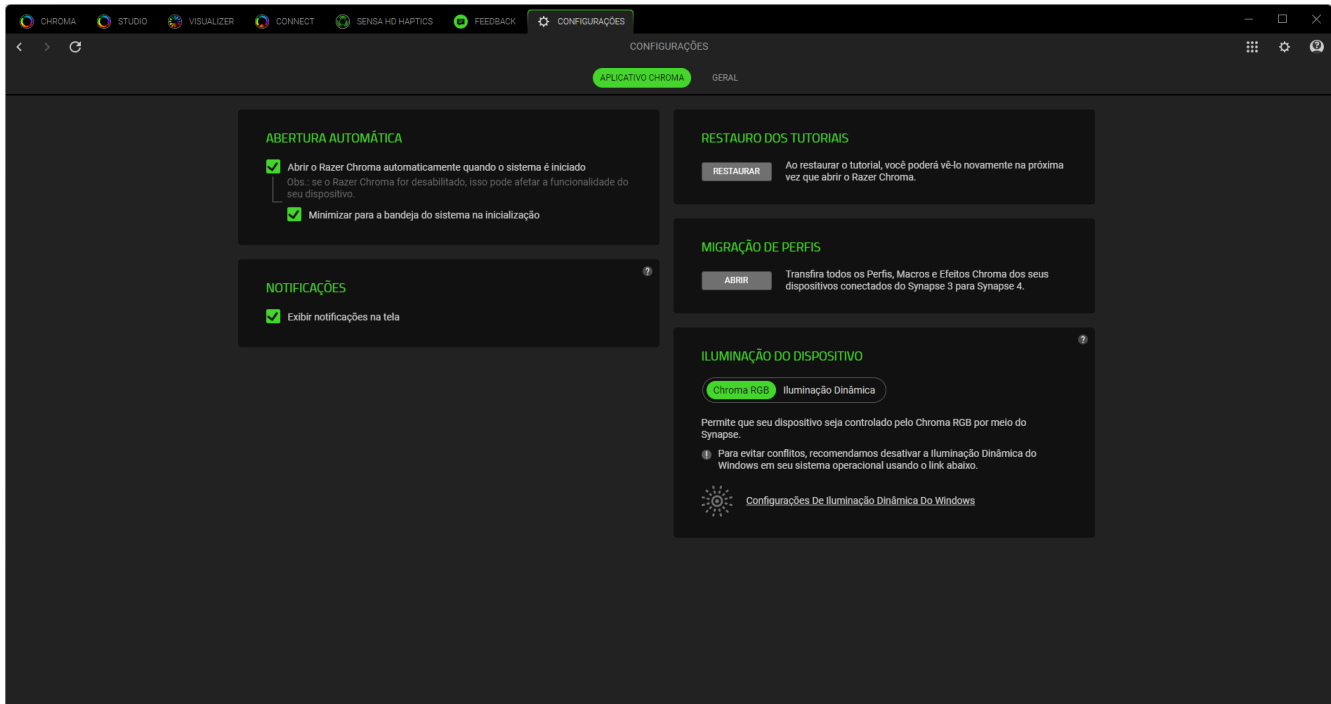 CHROMA
STUDIO
VISUALIZER
CONNECT
SENSA HD HAPTICS
FEEDBACK
CONFIGURAÇÕES
CONFIGURAÇÕES
APLICATIVO CHROMA
GERAL
ABERTURA AUTOMÁTICA
Abrir o Razer Chroma automaticamente quando o sistema é iniciado
Obs.: se o Razer Chroma for desabilitado, isso pode afetar a funcionalidade do
seu dispositivo.
Minimizar para a bandeja do sistema na inicialização
NOTIFICAÇÕES
Exibir notificações na tela
RESTAURO DOS TUTORIAIS
RESTAURAR
Ao restaurar o tutorial, você poderá vê-lo novamente na próxima
vez que abrir o Razer Chroma.
MIGRAÇÃO DE PERFIS
ABRIR
Transfira todos os Perfis, Macros e Efeitos Chroma dos seus
dispositivos conectados do Synapse 3 para Synapse 4.
ILUMINAÇÃO DO DISPOSITIVO
Chroma RGB
Iluminação Dinâmica
Permite que seu dispositivo seja controlado pelo Chroma RGB por meio do
Synapse.
Para evitar conflitos, recomendamos desativar a Iluminação Dinâmica do
Windows em seu sistema operacional usando o link abaixo.
Configurações De Iluminação Dinâmica Do Windows